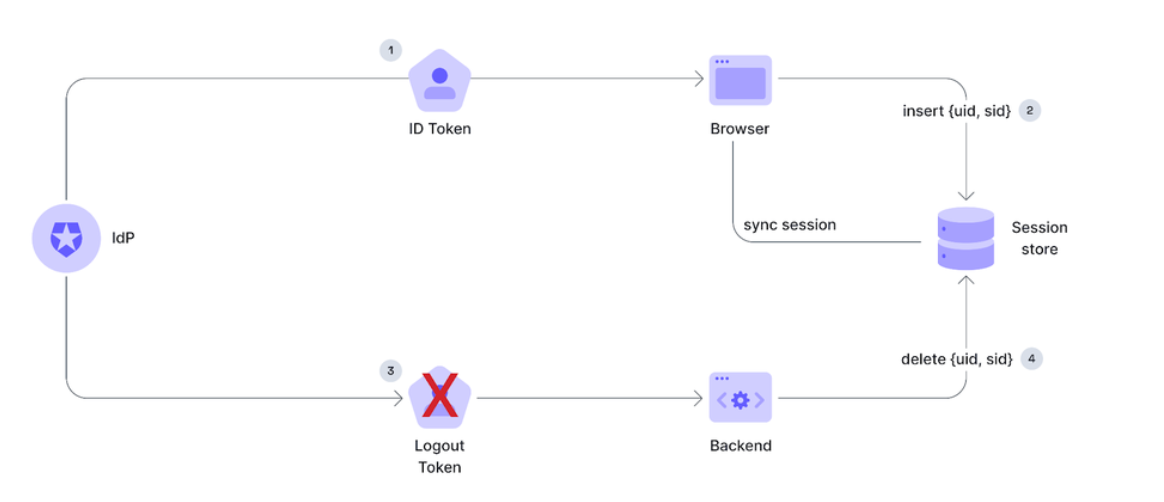 1
ID Token
Browser
insert {uid, sid} 2
IdP
sync session
Session
store
3
delete {uid, sid} 4
Logout
Token
Backend